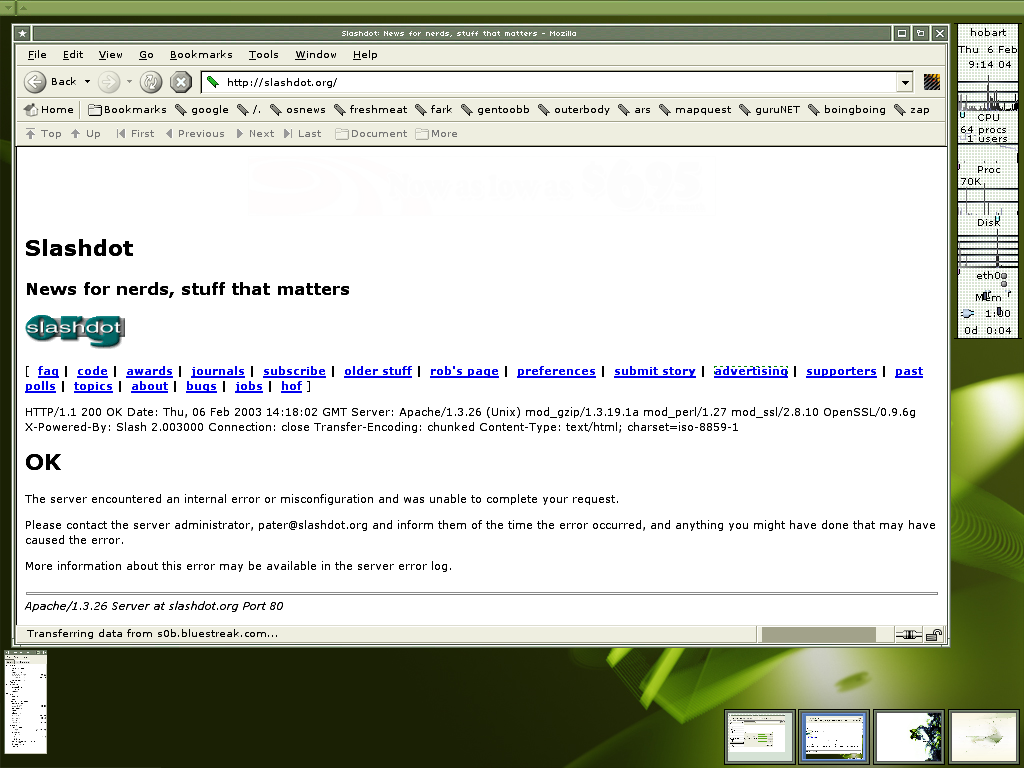 Slashdot: News for nerds, stuff that matters - Mozilla
File Edit View Go Bookmarks Tools Window Help
Back http://slashdot.org/
Home Bookmarks google /. osnews freshmeat fark gentoobb outerbody ars mapquest guruNET boingboing zap
Top Up First Previous Next Last Document More
Slashdot
News for nerds, stuff that matters
slashdot
org
[ faq | code | awards | journals | subscribe | older stuff | rob's page | preferences | submit story | advertising | supporters | past
polls | topics | about | bugs | jobs | hof ]
HTTP/1.1 200 OK Date: Thu, 06 Feb 2003 14:18:02 GMT Server: Apache/1.3.26 (Unix) mod_gzip/1.3.19.1a mod_perl/1.27 mod_ssl/2.8.10 OpenSSL/0.9.6g
X-Powered-By: Slash 2.003000 Connection: close Transfer-Encoding: chunked Content-Type: text/html; charset=iso-8859-1
OK
The server encountered an internal error or misconfiguration and was unable to complete your request.
Please contact the server administrator, pater@slashdot.org and inform them of the time the error occurred, and anything you might have done that may have
caused the error.
More information about this error may be available in the server error log.
Apache/1.3.26 Server at slashdot.org Port 80
Transferring data from s0b.bluestreak.com...
hobart
Thu 6 Feb
9:14 04
CPU
64 procs
1 users
Proc
70K
Disk
eth0
Mem
1:00
0d 0:04